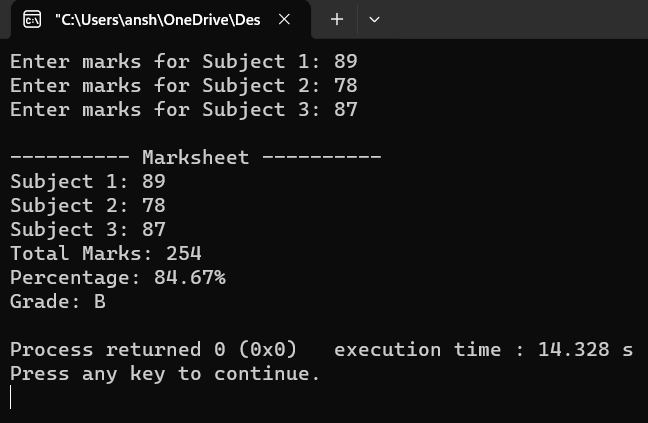 "C:\Users\ansh\OneDrive\Des
Enter marks for Subject 1: 89
Enter marks for Subject 2: 78
Enter marks for Subject 3: 87
---------- Marksheet ----------
Subject 1: 89
Subject 2: 78
Subject 3: 87
Total Marks: 254
Percentage: 84.67%
Grade: B
Process returned 0 (0x0)   execution time : 14.328 s
Press any key to continue.